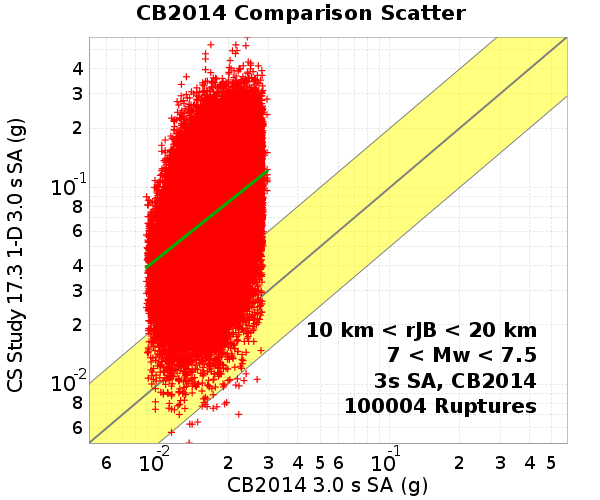 CB2014 Comparison Scatter
4
3
2
10-1
8
6
4
3
2
10-2
8
6
CS Study 17.3 1-D 3.0 s SA (g)
10 km < rJB < 20 km
7 < Mw < 7.5
3s SA, CB2014
100004 Ruptures
6 10-2 2 3 4 5 6 10-1 2 3 4 5
CB2014 3.0 s SA (g)